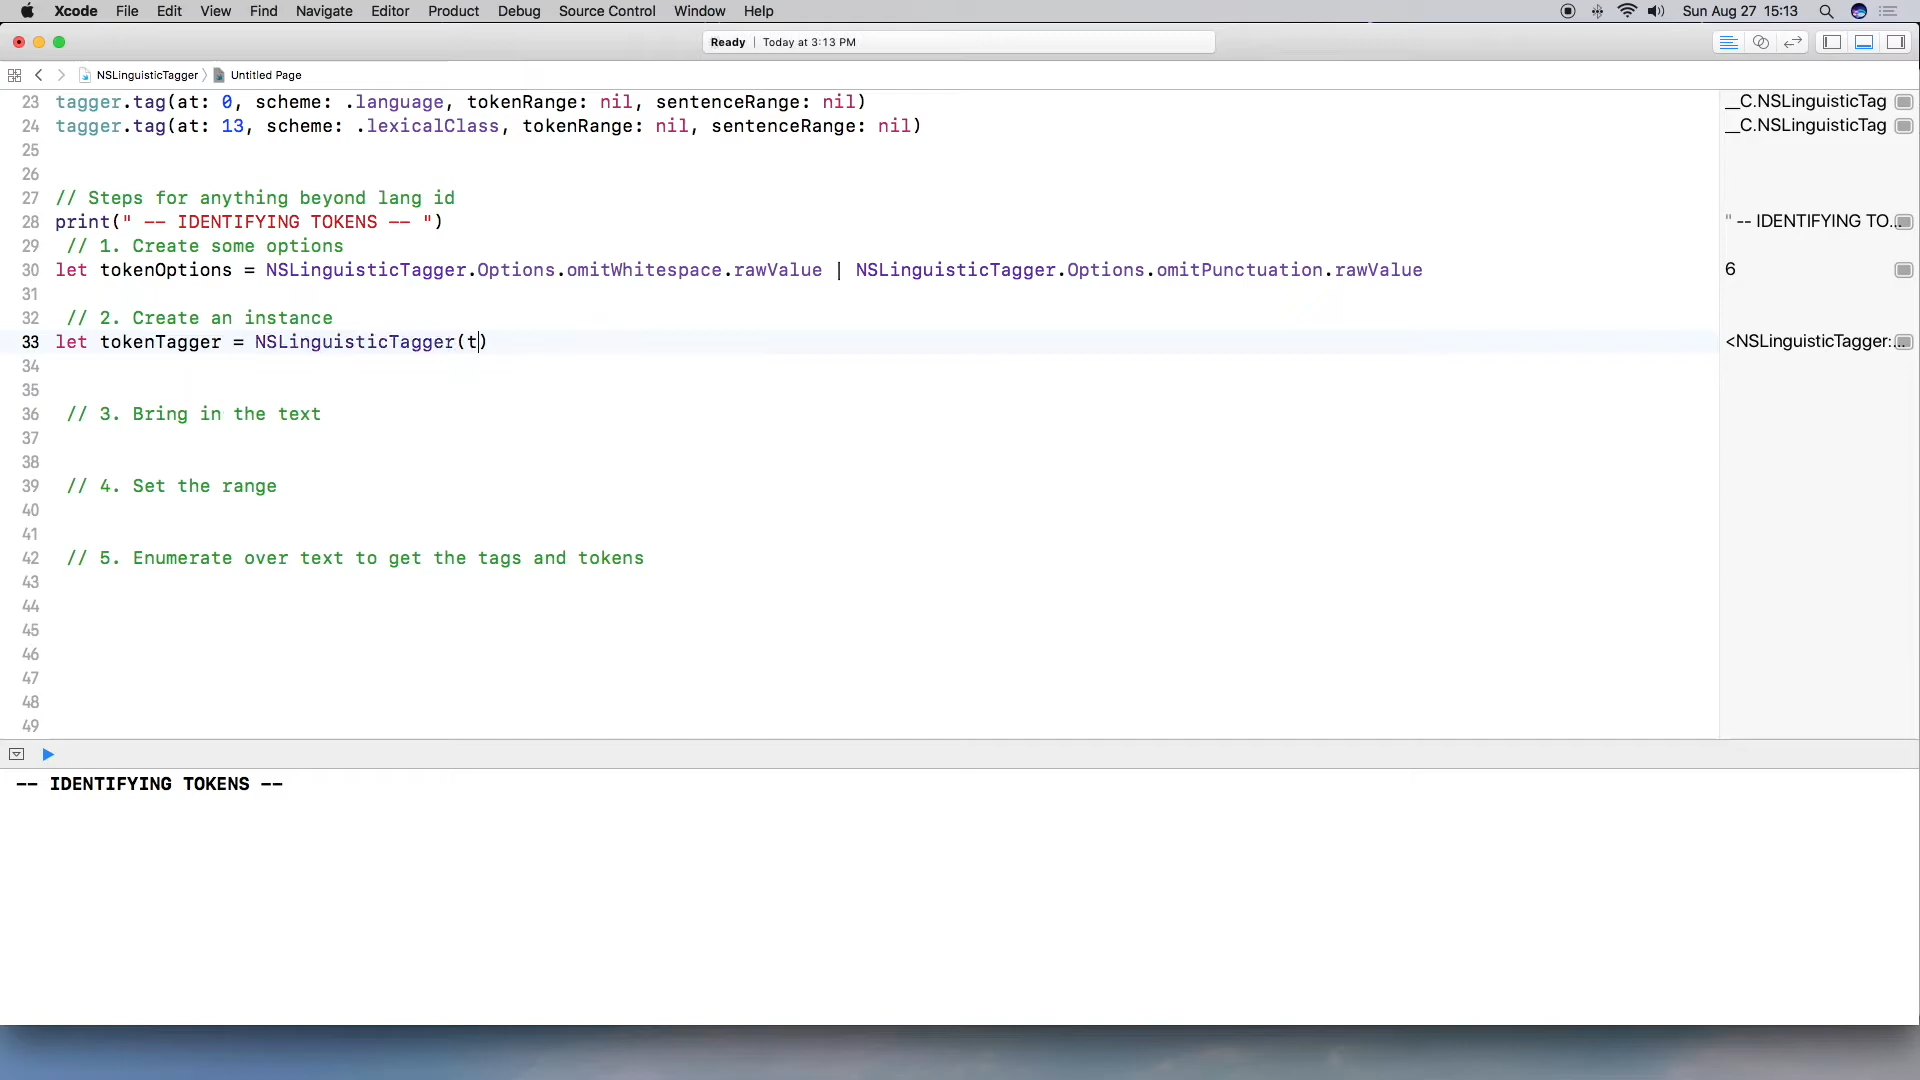 Xcode File Edit View Find Navigate Editor Product Debug Source Control Window Help Sun Aug 27 15:13
Ready | Today at 3:13 PM
NSLinguisticTagger Untitled Page
23 tagger.tag(at: 0, scheme: .language, tokenRange: nil, sentenceRange: nil) __C.NSLinguisticTag
24 tagger.tag(at: 13, scheme: .lexicalClass, tokenRange: nil, sentenceRange: nil) __C.NSLinguisticTag
25
26
27 // Steps for anything beyond lang id
28 print(" -- IDENTIFYING TOKENS -- ") " -- IDENTIFYING TO...
29 // 1. Create some options
30 let tokenOptions = NSLinguisticTagger.Options.omitWhitespace.rawValue | NSLinguisticTagger.Options.omitPunctuation.rawValue 6
31
32 // 2. Create an instance
33 let tokenTagger = NSLinguisticTagger(t) <NSLinguisticTagger:...
34
35
36 // 3. Bring in the text
37
38
39 // 4. Set the range
40
41
42 // 5. Enumerate over text to get the tags and tokens
43
44
45
46
47
48
49
-- IDENTIFYING TOKENS --